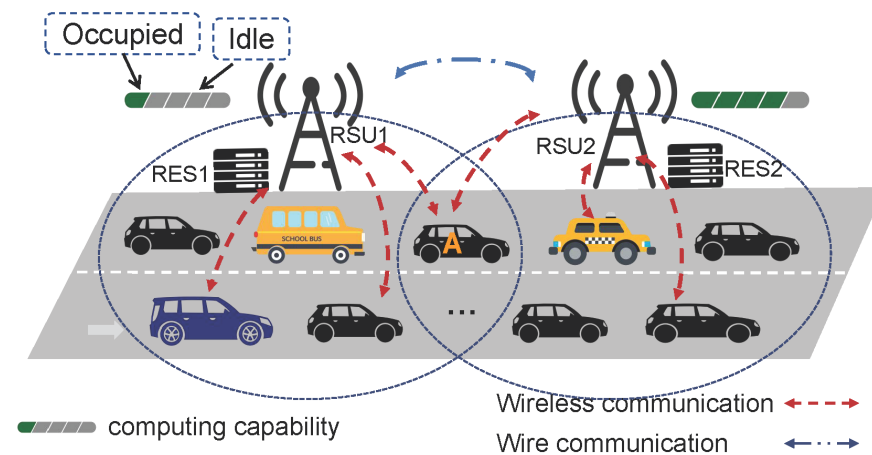 Occupied
Idle
RSU1
RSU2
RES1
RES2
SCHOOL BUS
A
...
Wireless communication
computing capability
Wire communication